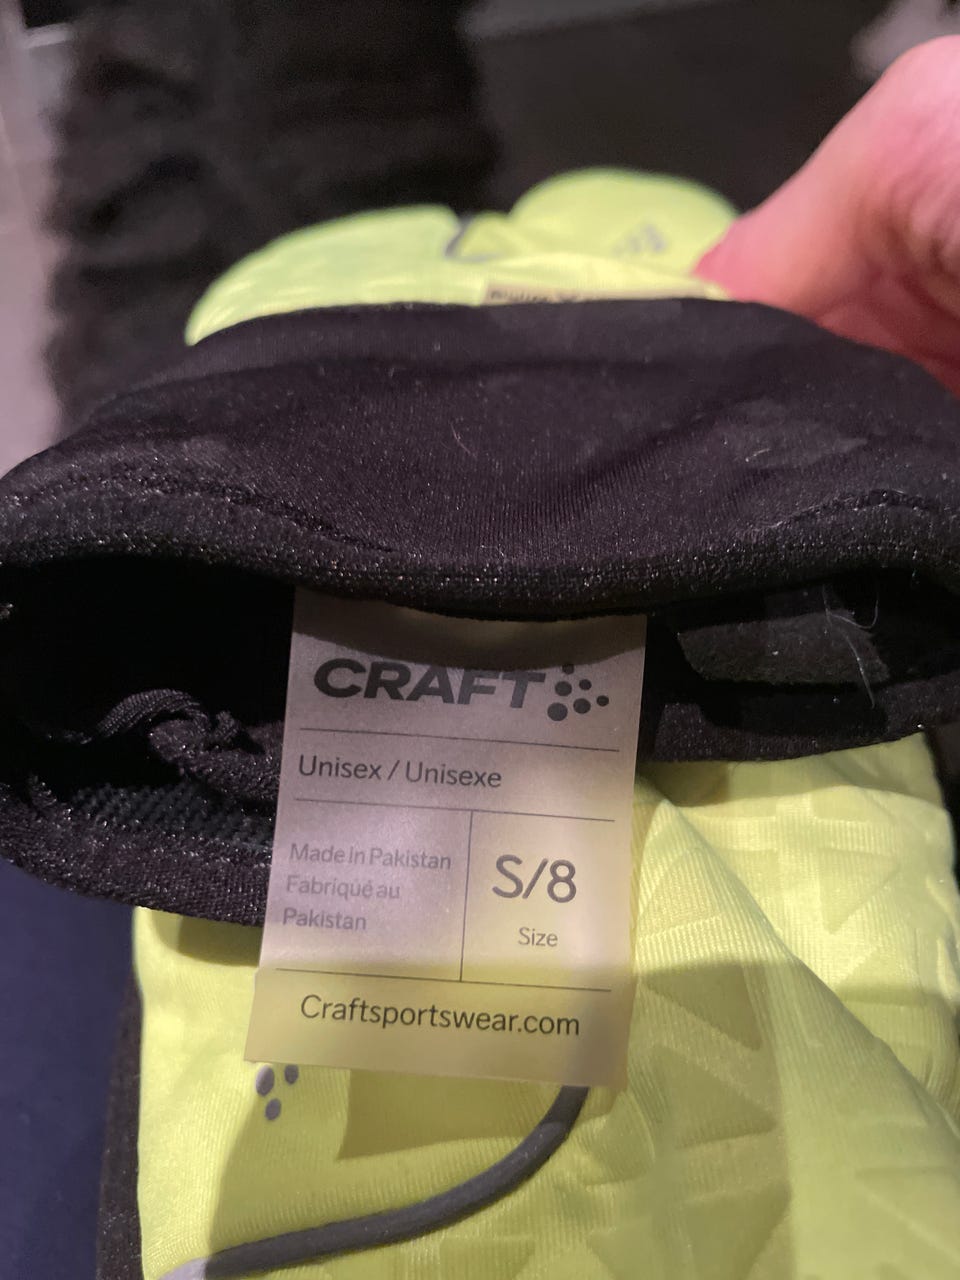 CRAFT
Unisex / Unisexe
Made In Pakistan
Fabriqué au
Pakistan
S/8
Size
Craftsportswear.com